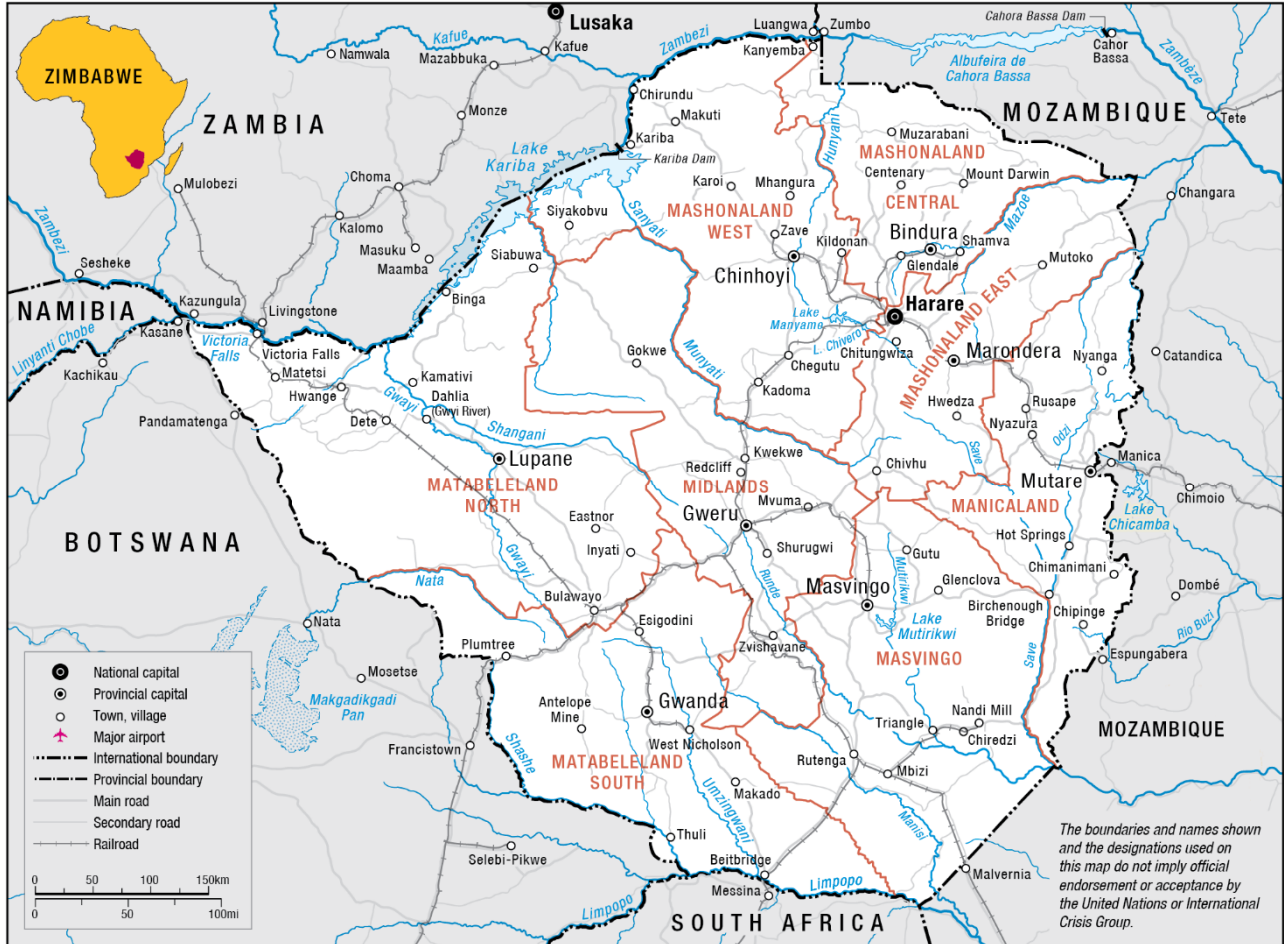 Lusaka
Kafue
Kafue
Namwala
Mazabbuka
Zambezi
Luangwa
Zumbo
Kanyemba
Cahora Bassa Dam
Cahor
Bassa
Albufeira de
Cahora Bassa
Zambèze
ZIMBABWE
ZAMBIA
MOZAMBIQUE
Tete
Monze
Chirundu
Makuti
Kariba
Kariba Dam
Lake
Kariba
Hunyani
Muzarabani
MASHONALAND
CENTRAL
Centenary
Mount Darwin
Changara
Mulobezi
Choma
Kalomo
Masuku
Maamba
Karoi
Mhangura
MASHONALAND
WEST
Siyakobvu
Sanyati
Zave
Kildonan
Bindura
Shamva
Glendale
Mazoe
Mutoko
Zambezi
Sesheke
Siabuwa
Chinhoyi
Binga
NAMIBIA
Kazungula
Livingstone
Kasane
Linyanti Chobe
Kachikau
Victoria
Falls
Victoria Falls
Matetsi
Hwange
Kamativi
Dahlia
(Gwyi River)
Gwayi
Dete
Pandamatenga
Shangani
Gokwe
Munyati
Lake
Manyame
L. Chivero
Harare
Chitungwiza
MASHONALAND EAST
Marondera
Nyanga
Catandica
Chegutu
Kadoma
Hwedza
Rusape
Nyazura
Odzi
Save
Lupane
MATABELELAND
NORTH
Kwekwe
Redcliff
MIDLANDS
Chivhu
MANICALAND
Mutare
Manica
Chimoio
Lake
Chicamba
Mvuma
Gweru
Eastnor
Inyati
Shurugwi
Gutu
Hot Springs
Chimanimani
BOTSWANA
Gwayi
Nata
Runde
Mutirikwi
Masvingo
Glenclova
Birchenough
Bridge
Chipinge
Dombé
Rio Buzi
Bulawayo
Esigodini
Lake
Mutirikwi
Nata
Zvishavane
MASVINGO
Save
Espungabera
Plumtree
Mosetse
Makgadikgadi
Pan
Antelope
Mine
Gwanda
Nandi Mill
Triangle
Chiredzi
MOZAMBIQUE
Francistown
Shashe
West Nicholson
MATABELELAND
SOUTH
Rutenga
Mbizi
Makado
Umzingwani
Manisi
Thuli
Selebi-Pikwe
Beitbridge
Messina
Limpopo
Limpopo
Malvernia
SOUTH AFRICA
National capital
Provincial capital
Town, village
Major airport
International boundary
Provincial boundary
Main road
Secondary road
Railroad
0 50 100 150km
0 50 100mi
The boundaries and names shown
and the designations used on
this map do not imply official
endorsement or acceptance by
the United Nations or International
Crisis Group.